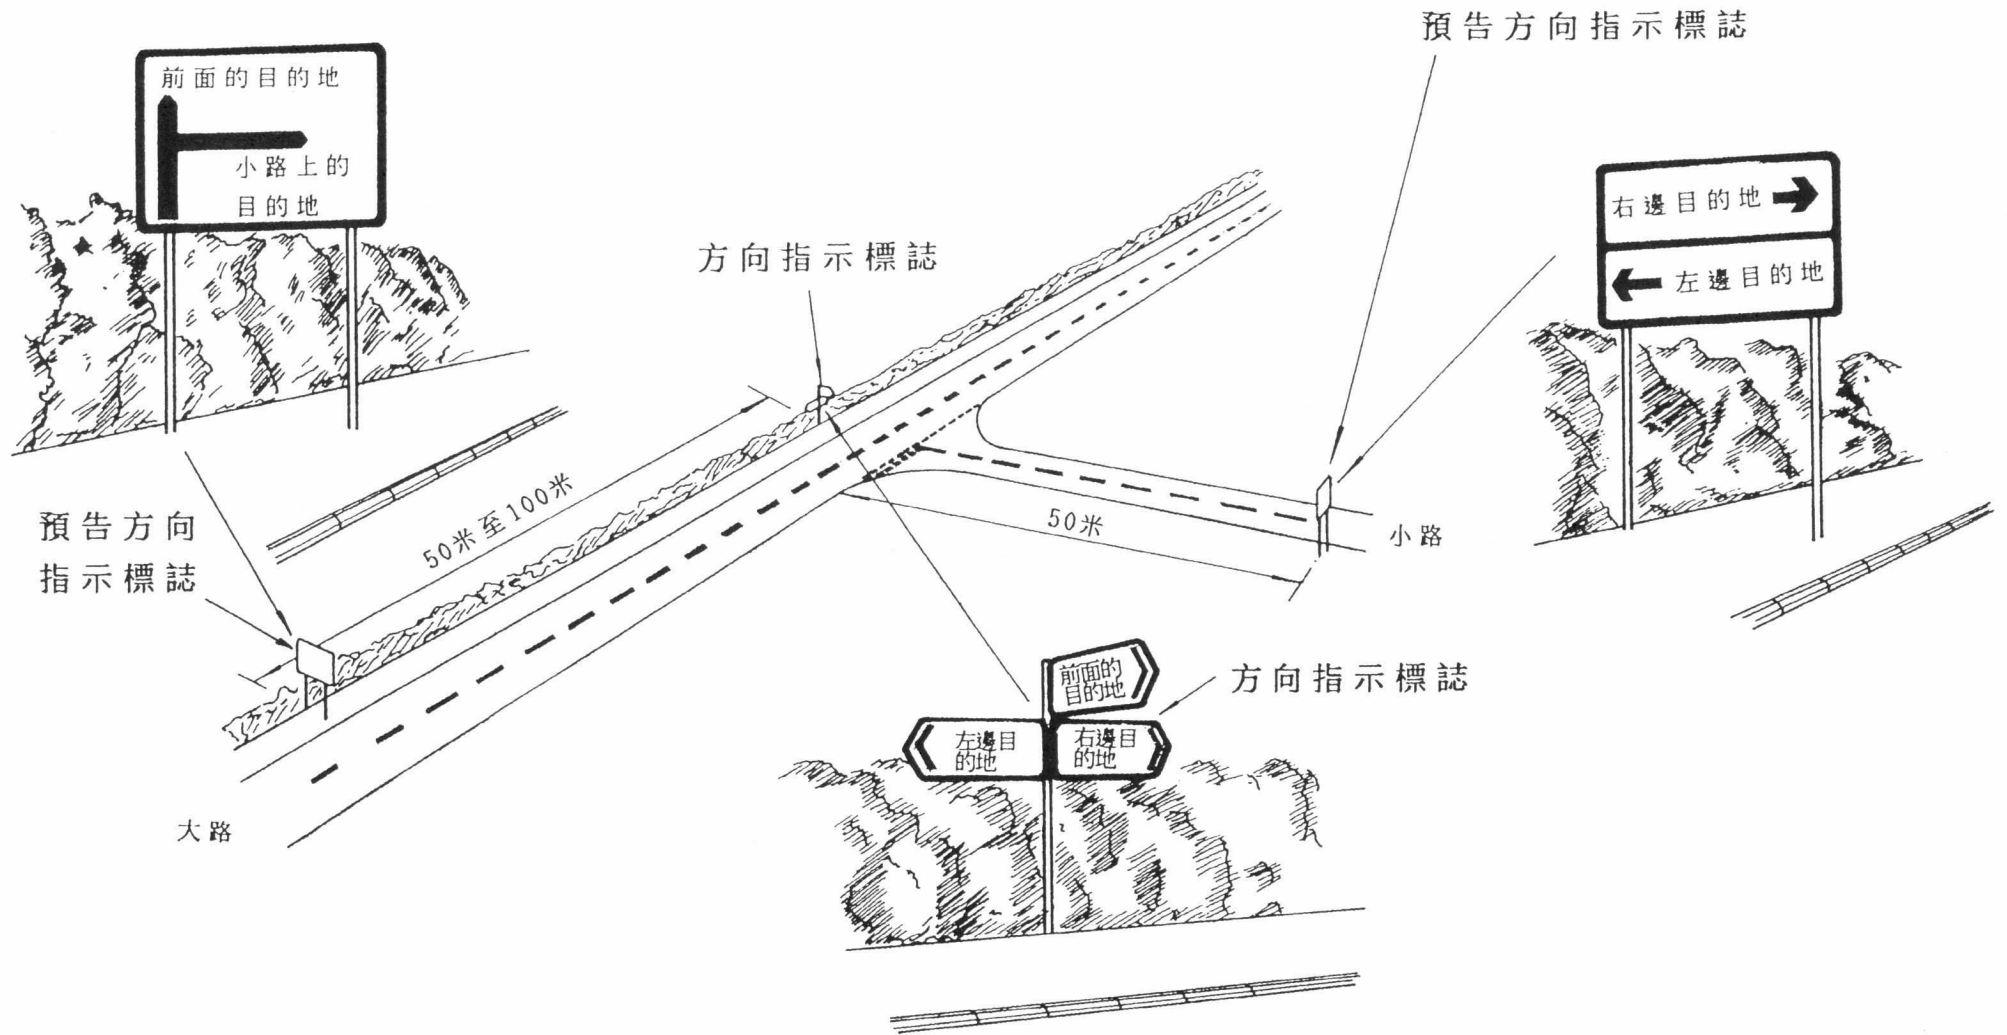 預告方向指示標誌
前面的目的地
小路上的
目的地
右邊目的地
左邊目的地
方向指示標誌
預告方向
指示標誌
50米至100米
50米
小路
前面的
目的地
左邊目
的地
右邊目
的地
方向指示標誌
大路